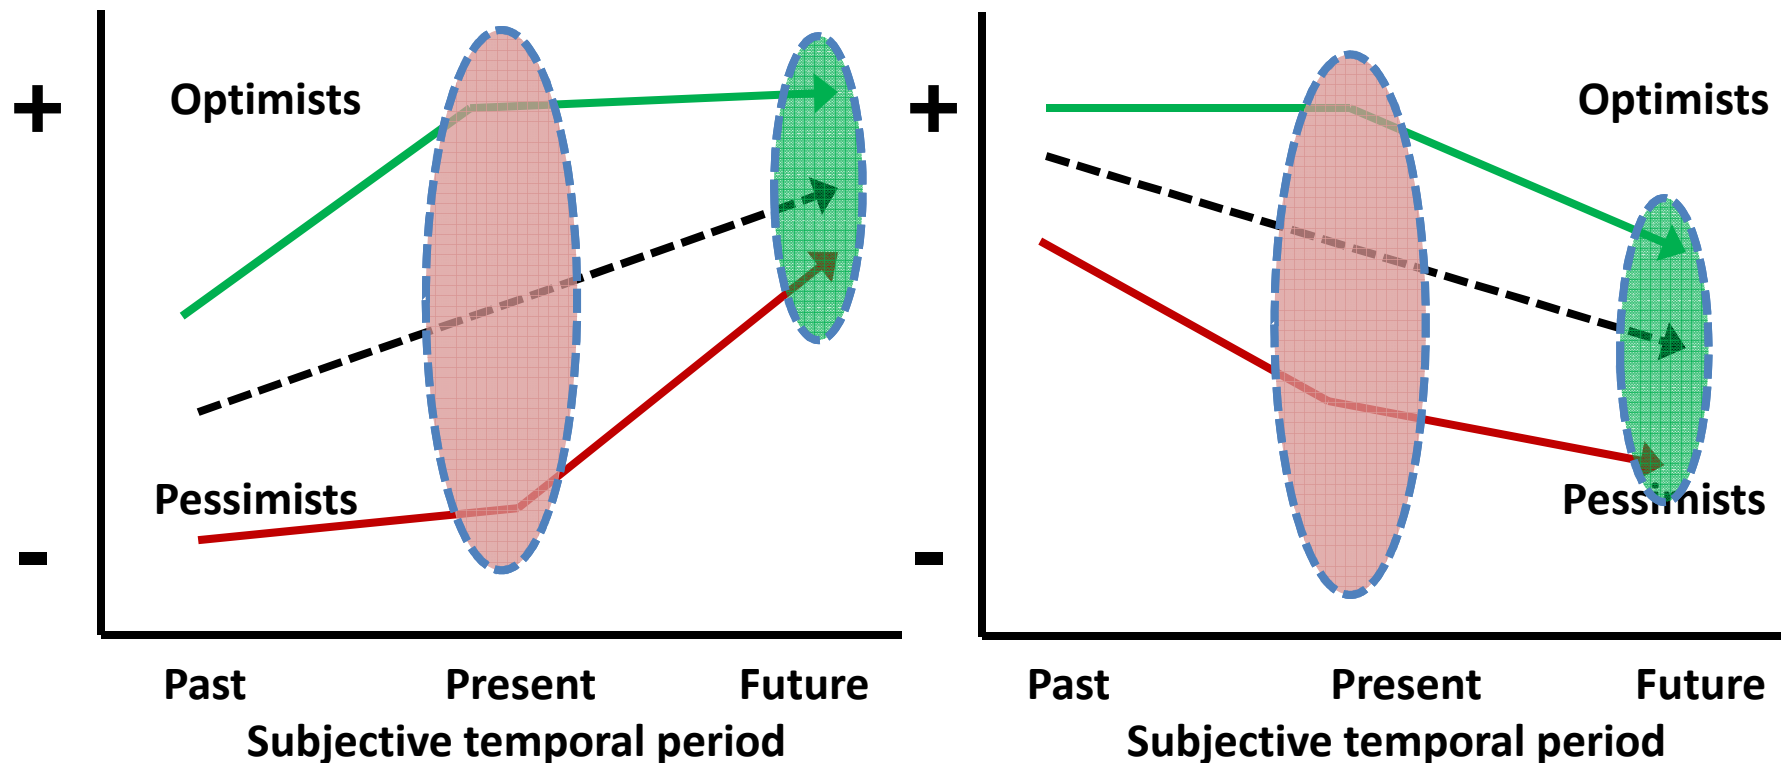 +
Optimists
Pessimists
-
Past Present Future
Subjective temporal period
+
Optimists
Pessimists
-
Past Present Future
Subjective temporal period